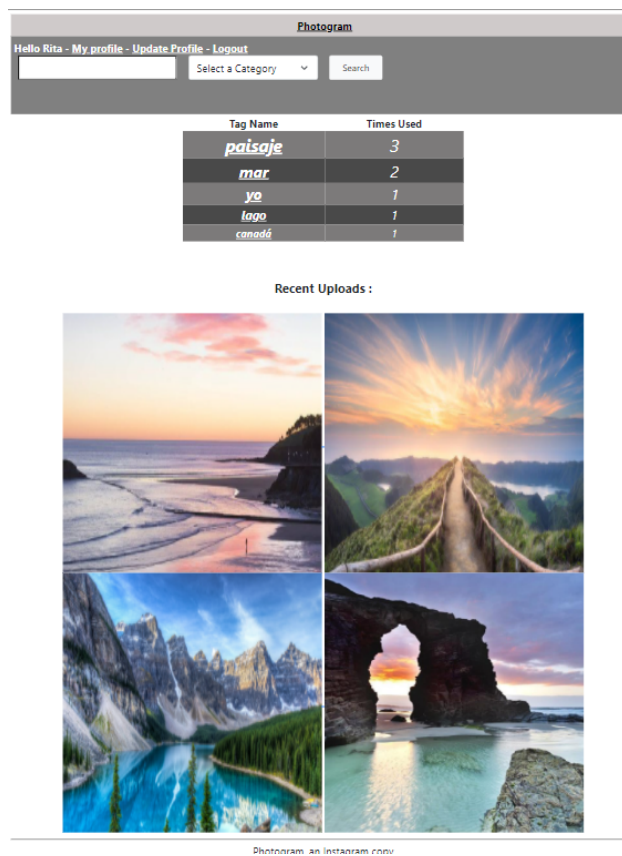 Photogram
Hello Rita - My profile - Update Profile - Logout
Select a Category Search
Tag Name Times Used
paisaje 3
mar 2
yo 1
lago 1
canadá 1
Recent Uploads :
Photogram, an Instagram copy